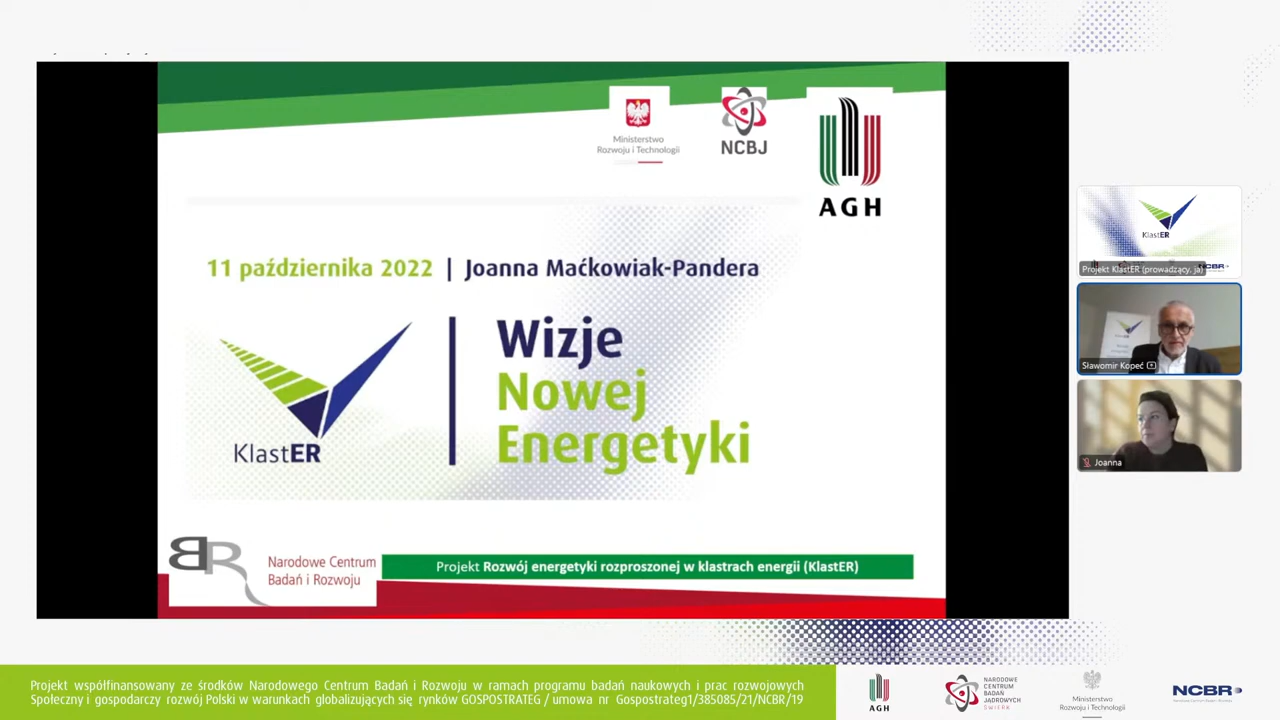 Ministerstwo
Rozwoju i Technologii
NCBJ
AGH
11 października 2022 | Joanna Maćkowiak-Pandera
KlastER
Wizje
Nowej
Energetyki
BR
Narodowe Centrum
Badań i Rozwoju
Projekt Rozwój energetyki rozproszonej w klastrach energii (KlastER)
KlastER
Projekt KlastER (prowadzący, ja)
Sławomir Kopeć
Joanna
Projekt współfinansowany ze środków Narodowego Centrum Badań i Rozwoju w ramach programu badań naukowych i prac rozwojowych
Społeczny i gospodarczy rozwój Polski w warunkach globalizujących się rynków GOSPOSTRATEG / umowa nr Gospostrateg1/385085/21/NCBR/19
AGH
NARODOWE
CENTRUM
BADAŃ
JĄDROWYCH
ŚWIERK
Ministerstwo
Rozwoju i Technologii
NCBR